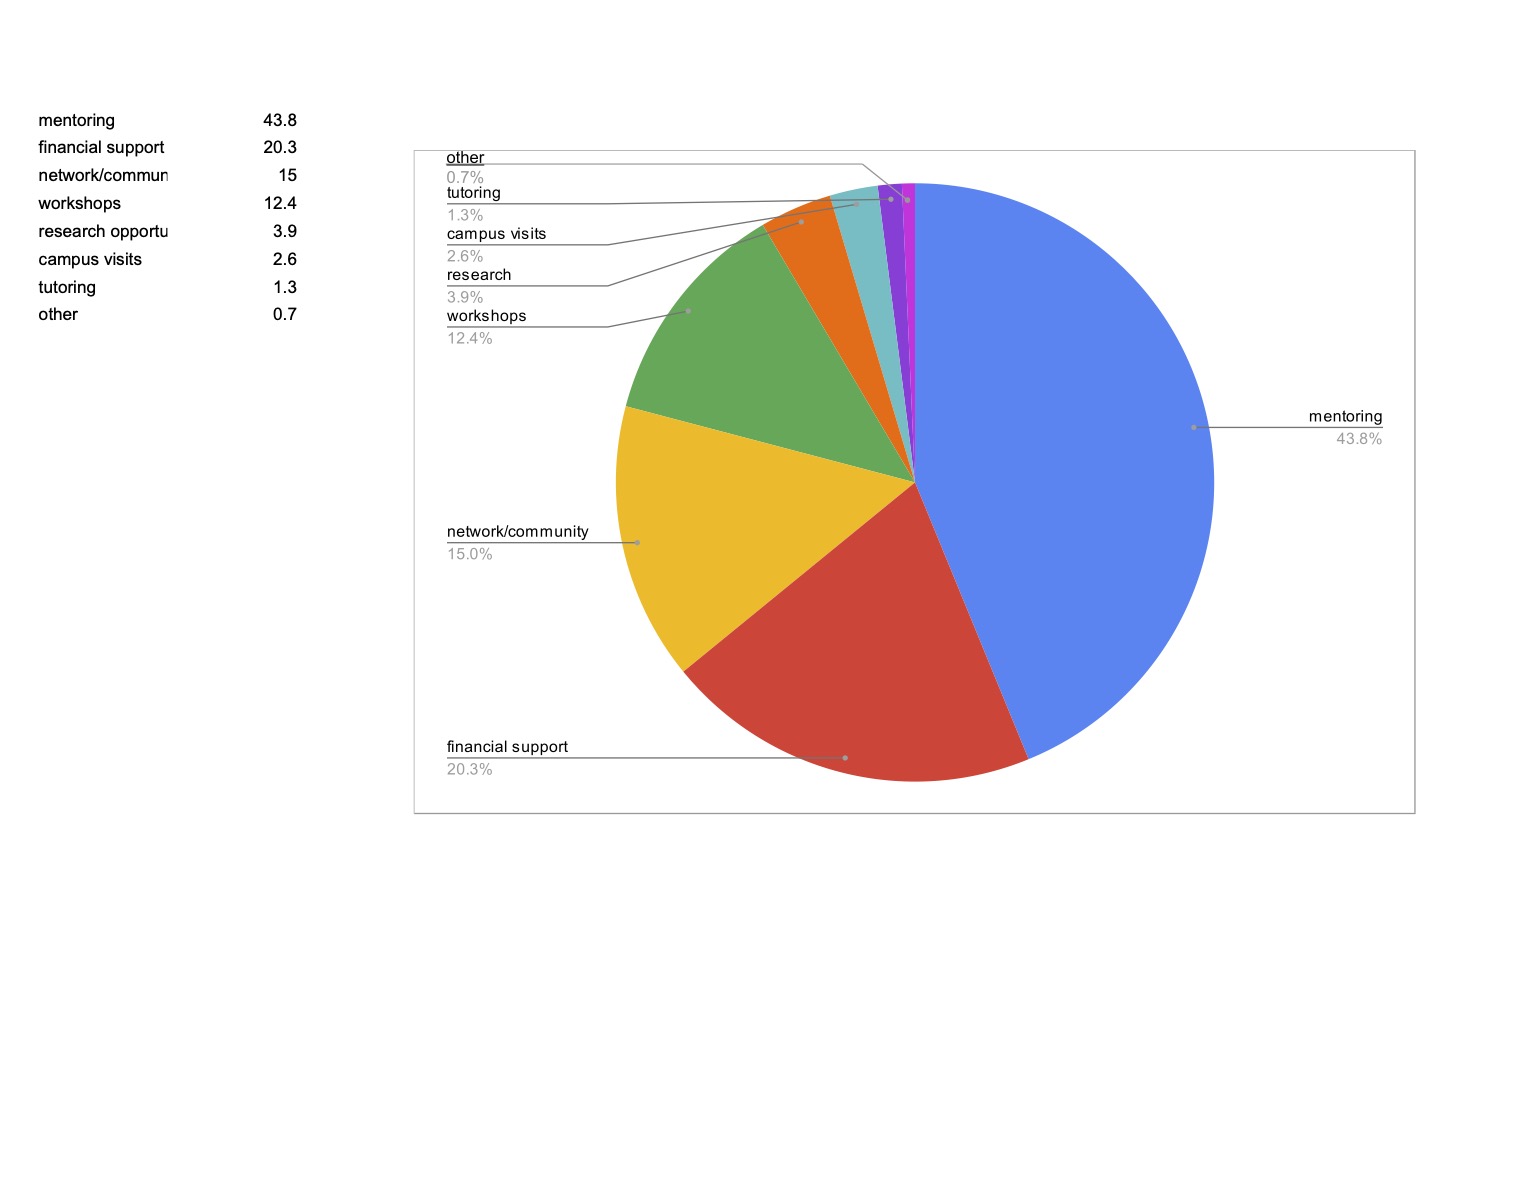 mentoring 43.8
financial support 20.3
network/commun 15
workshops 12.4
research opportu 3.9
campus visits 2.6
tutoring 1.3
other 0.7
other
0.7%
tutoring
1.3%
campus visits
2.6%
research
3.9%
workshops
12.4%
mentoring
43.8%
network/community
15.0%
financial support
20.3%